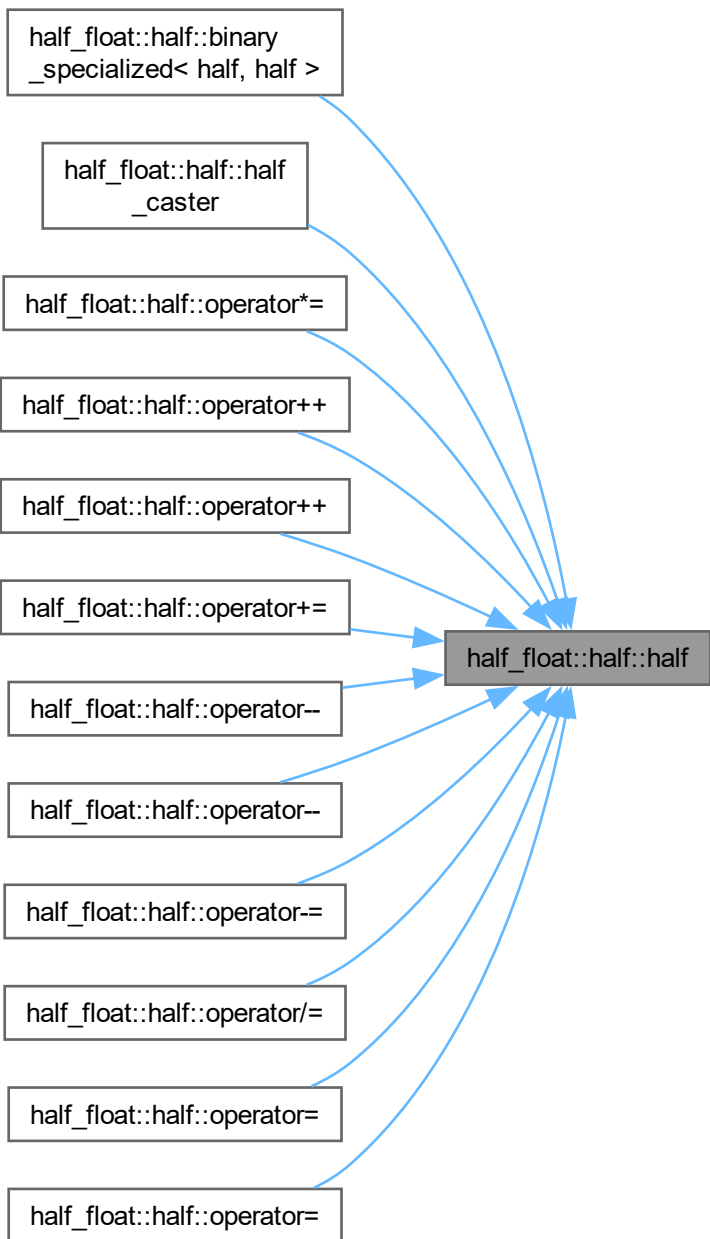 half_float::half::binary
_specialized< half, half >
half_float::half::half
_caster
half_float::half::operator*=
half_float::half::operator++
half_float::half::operator++
half_float::half::operator+=
half_float::half::half
half_float::half::operator--
half_float::half::operator--
half_float::half::operator-=
half_float::half::operator/=
half_float::half::operator=
half_float::half::operator=